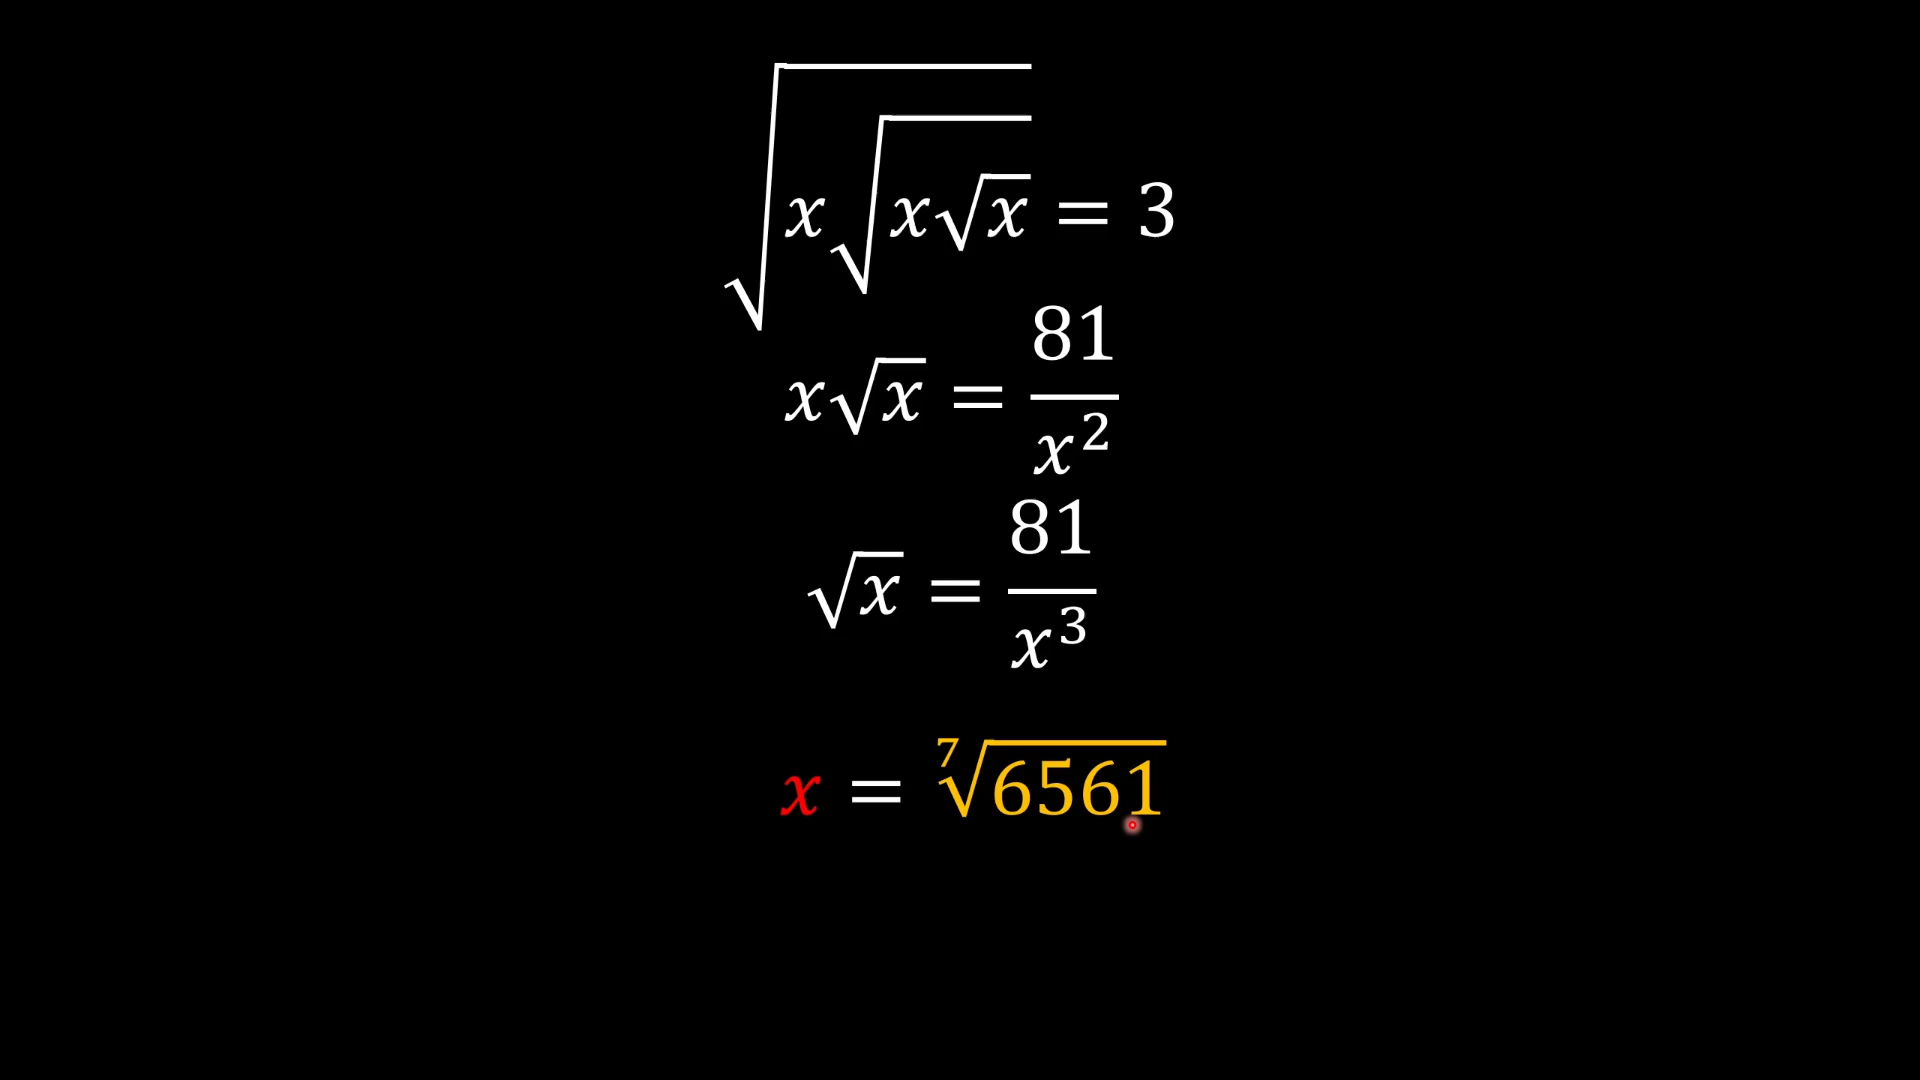 √(x√(x√x)) = 3
x√x = 81/x²
√x = 81/x³
x = ⁷√6561